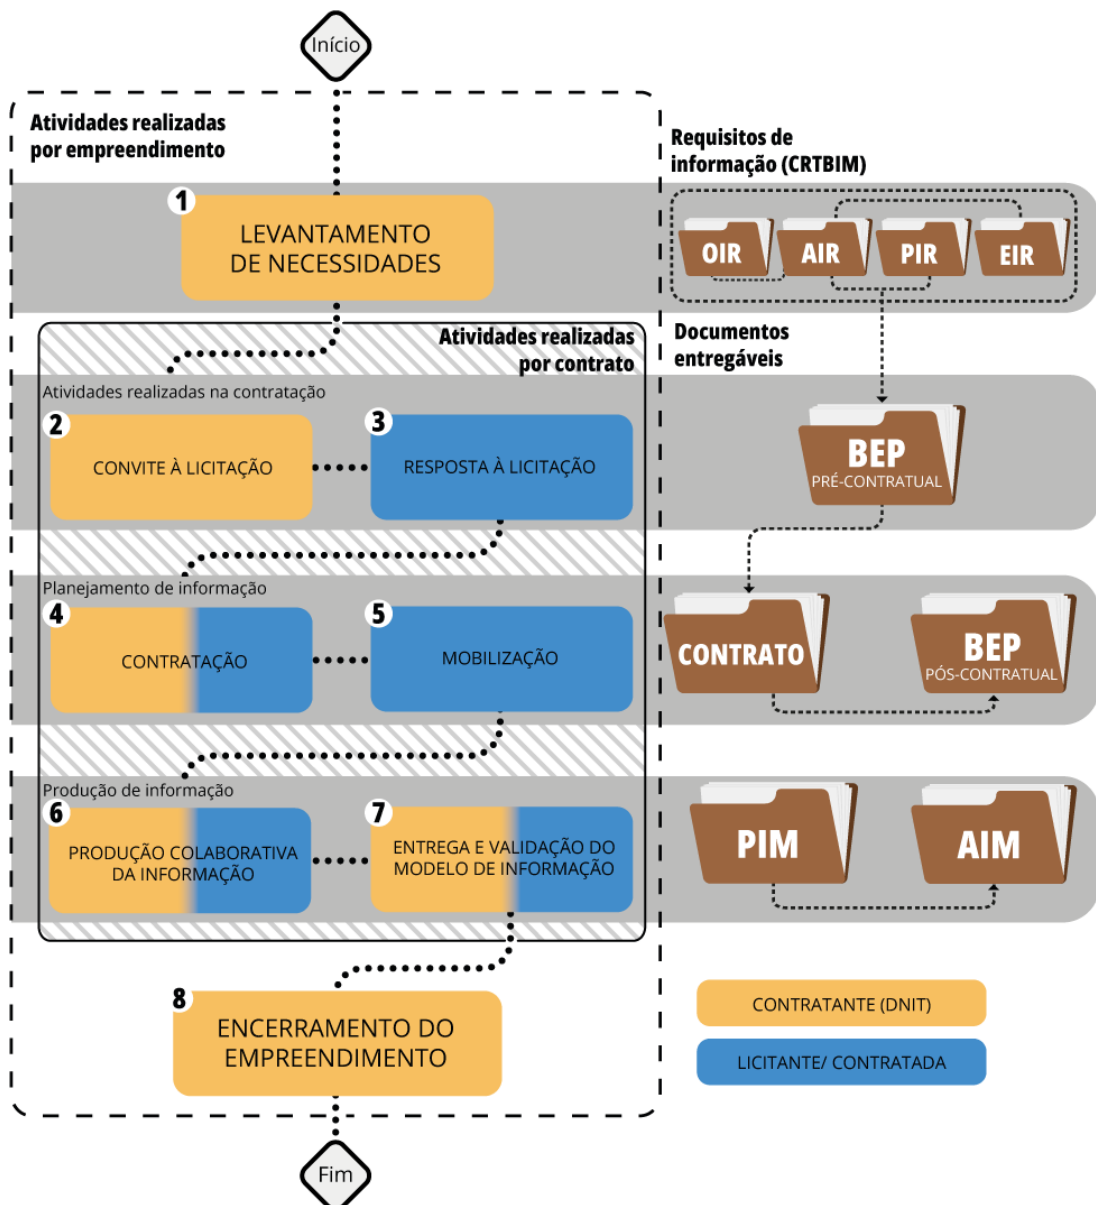 Início
Atividades realizadas
por empreendimento
Requisitos de
informação (CRTBIM)
1
LEVANTAMENTO
DE NECESSIDADES
OIR
AIR
PIR
EIR
Atividades realizadas
por contrato
Documentos
entregáveis
Atividades realizadas na contratação
2
CONVITE À LICITAÇÃO
3
RESPOSTA À LICITAÇÃO
BEP
PRÉ-CONTRATUAL
Planejamento de informação
4
CONTRATAÇÃO
5
MOBILIZAÇÃO
CONTRATO
BEP
PÓS-CONTRATUAL
Produção de informação
6
PRODUÇÃO COLABORATIVA
DA INFORMAÇÃO
7
ENTREGA E VALIDAÇÃO DO
MODELO DE INFORMAÇÃO
PIM
AIM
8
ENCERRAMENTO DO
EMPREENDIMENTO
CONTRATANTE (DNIT)
LICITANTE/ CONTRATADA
Fim